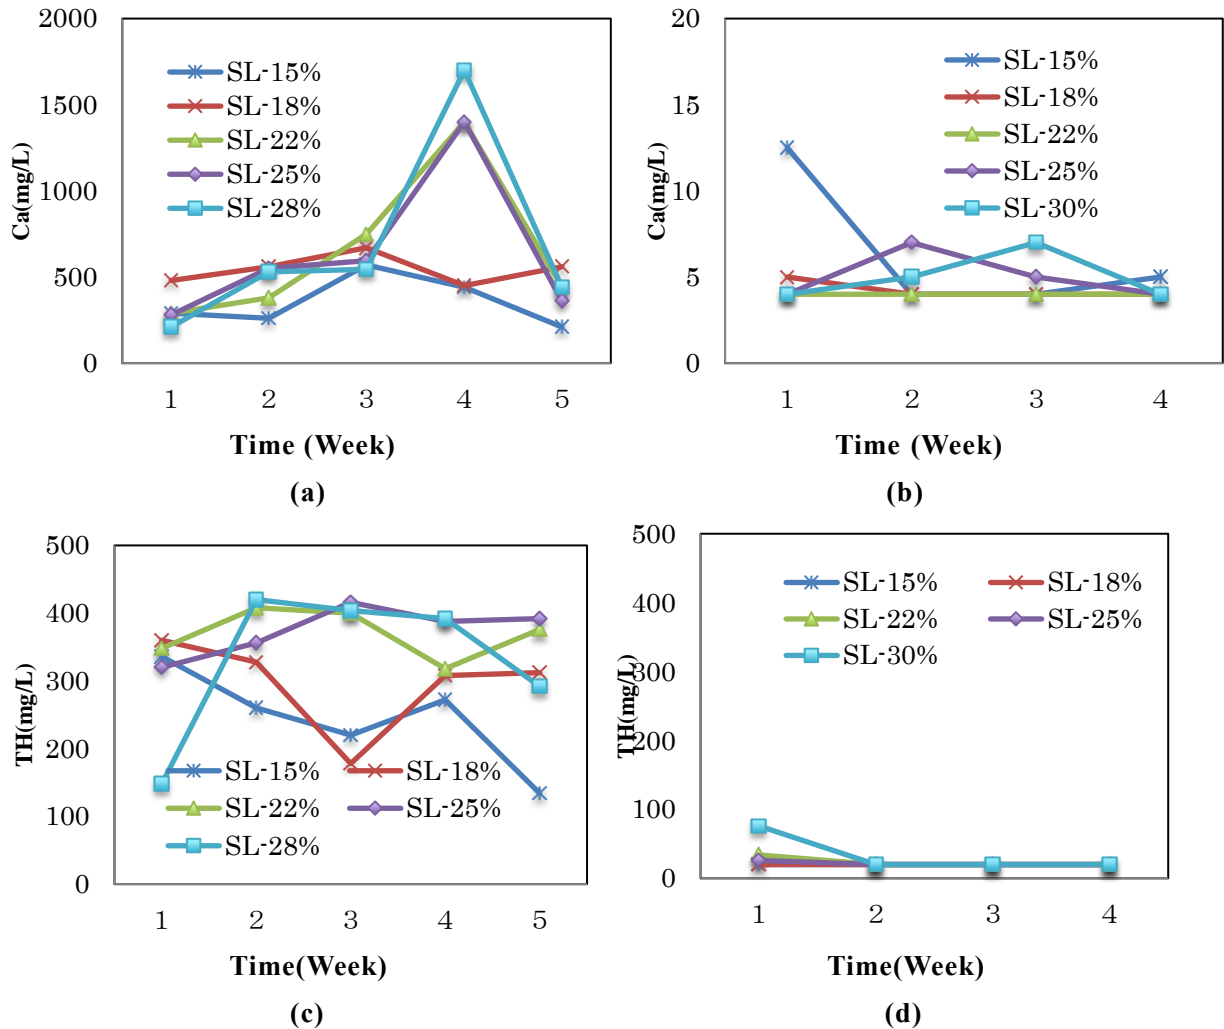 2000
1500
1000
500
0
Ca(mg/L)
SL-15%
SL-18%
SL-22%
SL-25%
SL-28%
1 2 3 4 5
Time (Week)
(a)
20
15
10
5
0
Ca(mg/L)
SL-15%
SL-18%
SL-22%
SL-25%
SL-30%
1 2 3 4
Time (Week)
(b)
500
400
300
200
100
0
TH(mg/L)
SL-15% SL-18%
SL-22% SL-25%
SL-28%
1 2 3 4 5
Time(Week)
(c)
500
400
300
200
100
0
TH(mg/L)
SL-15% SL-18%
SL-22% SL-25%
SL-30%
1 2 3 4
Time(Week)
(d)